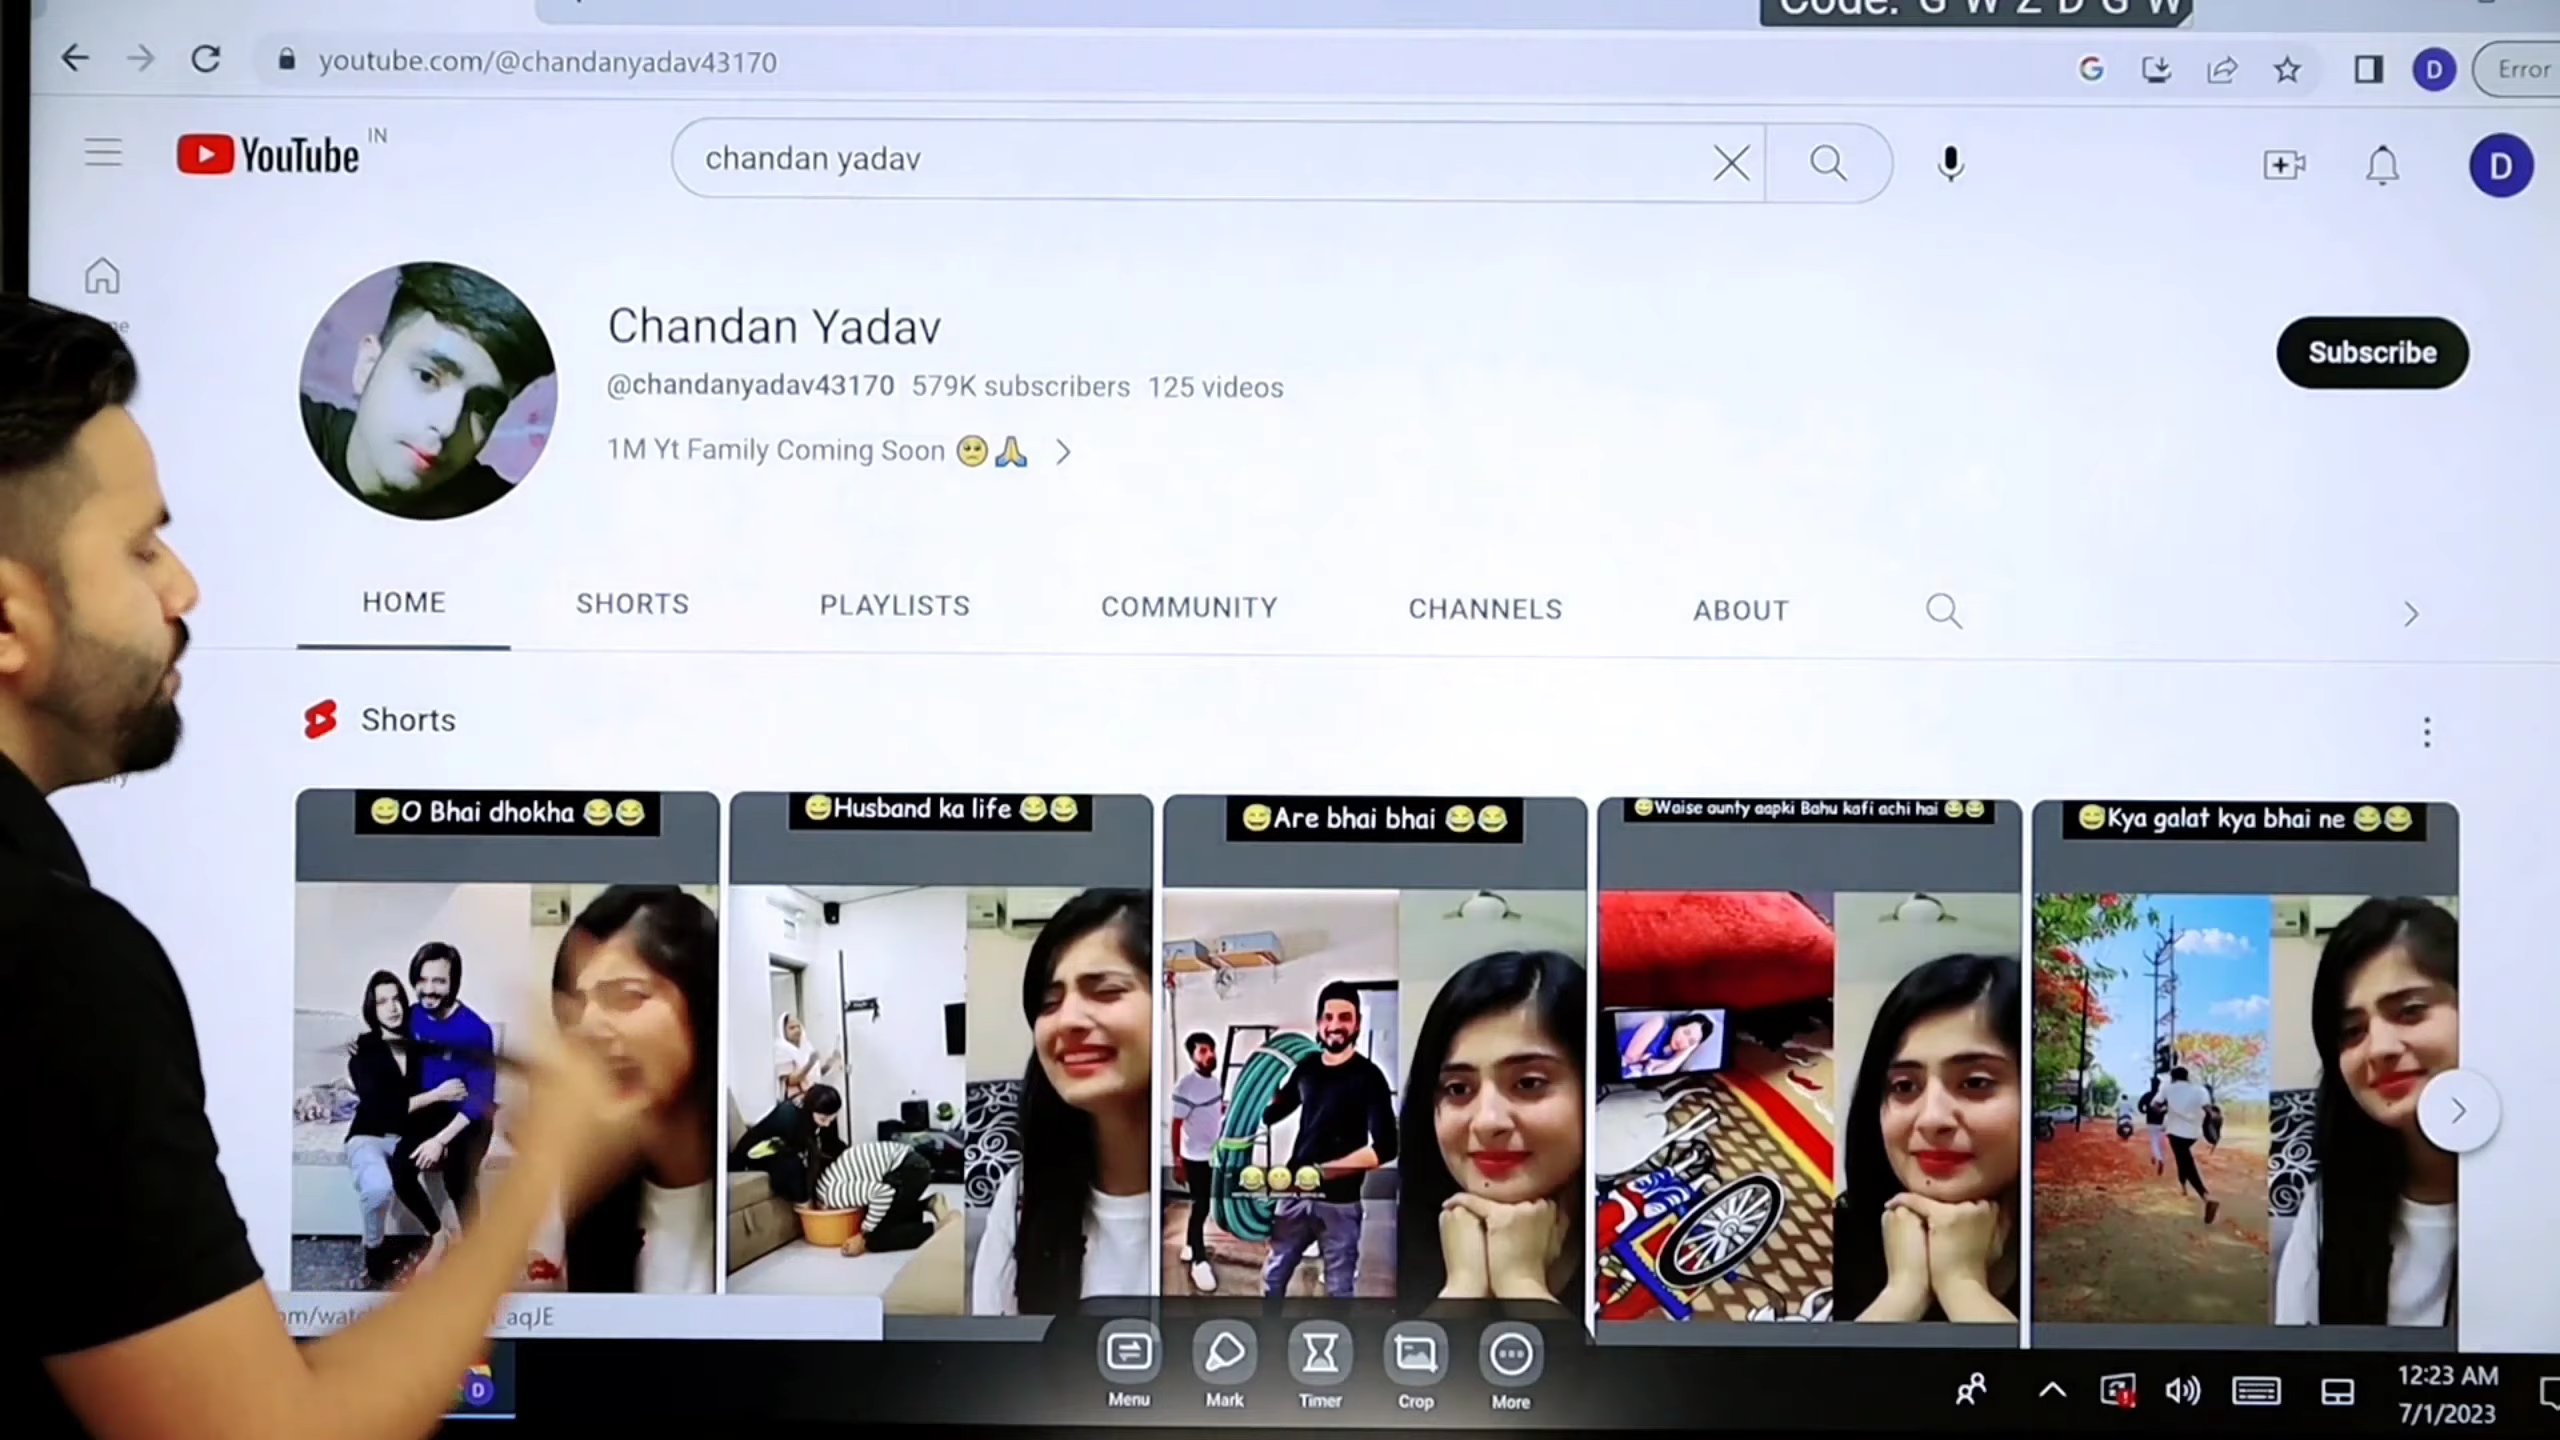 Code: G W Z D G W
youtube.com/@chandanyadav43170
D
Error
YouTube IN
chandan yadav
D
Chandan Yadav
@chandanyadav43170 579K subscribers 125 videos
1M Yt Family Coming Soon 🥺🙏
Subscribe
HOME SHORTS PLAYLISTS COMMUNITY CHANNELS ABOUT
Shorts
😅O Bhai dhokha 😂😂
😅Husband ka life 😂😂
😅Are bhai bhai 😂😂
😅Waise aunty aapki Bahu kafi achi hai 😂😂
😅Kya galat kya bhai ne 😂😂
aqJE
D
Menu Mark Timer Crop More
12:23 AM
7/1/2023